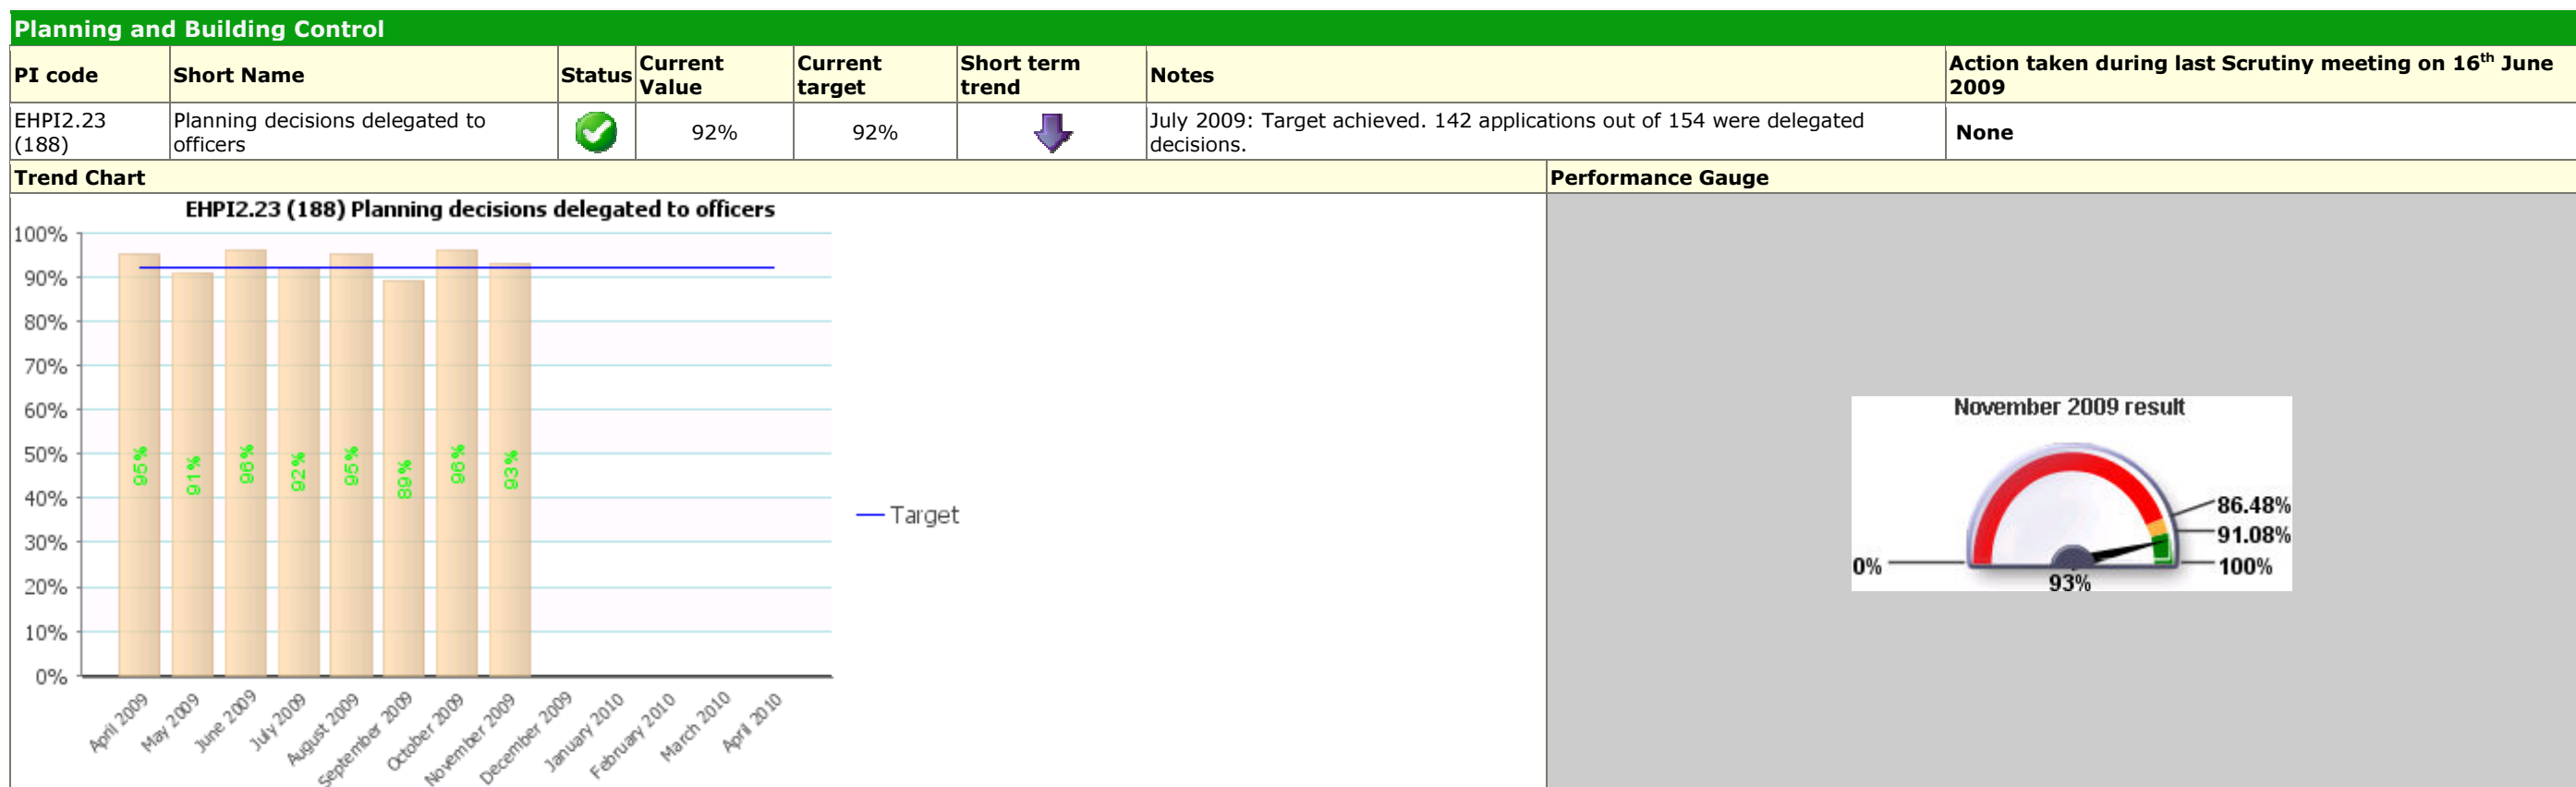 Planning and Building Control
PI code
Short Name
Status
Current
Value
Current
target
Short term
trend
Notes
Action taken during last Scrutiny meeting on 16th June
2009
EHPI2.23
(188)
Planning decisions delegated to
officers
92%
92%
July 2009: Target achieved. 142 applications out of 154 were delegated
decisions.
None
Trend Chart
Performance Gauge
EHPI2.23 (188) Planning decisions delegated to officers
100%
90%
80%
70%
60%
50%
40%
30%
20%
10%
0%
95%
91%
96%
92%
95%
89%
96%
93%
April 2009
May 2009
June 2009
July 2009
August 2009
September 2009
October 2009
November 2009
December 2009
January 2010
February 2010
March 2010
April 2010
Target
November 2009 result
86.48%
91.08%
0%
100%
93%